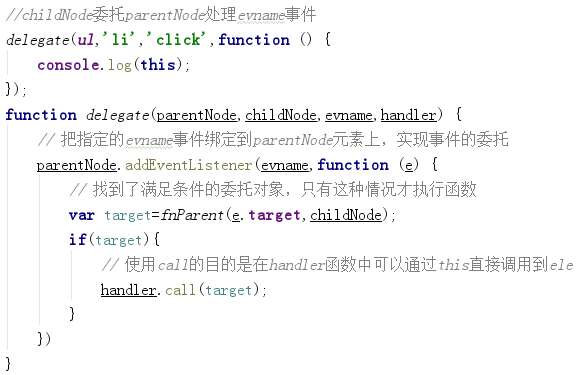 //childNode委托parentNode处理evname事件
delegate(ul,'li','click',function () {
    console.log(this);
});
function delegate(parentNode,childNode,evname,handler) {
    // 把指定的evname事件绑定到parentNode元素上，实现事件的委托
    parentNode.addEventListener(evname,function (e) {
        // 找到了满足条件的委托对象，只有这种情况才执行函数
        var target=fnParent(e.target,childNode);
        if(target){
            // 使用call的目的是在handler函数中可以通过this直接调用到ele
            handler.call(target);
        }
    })
}